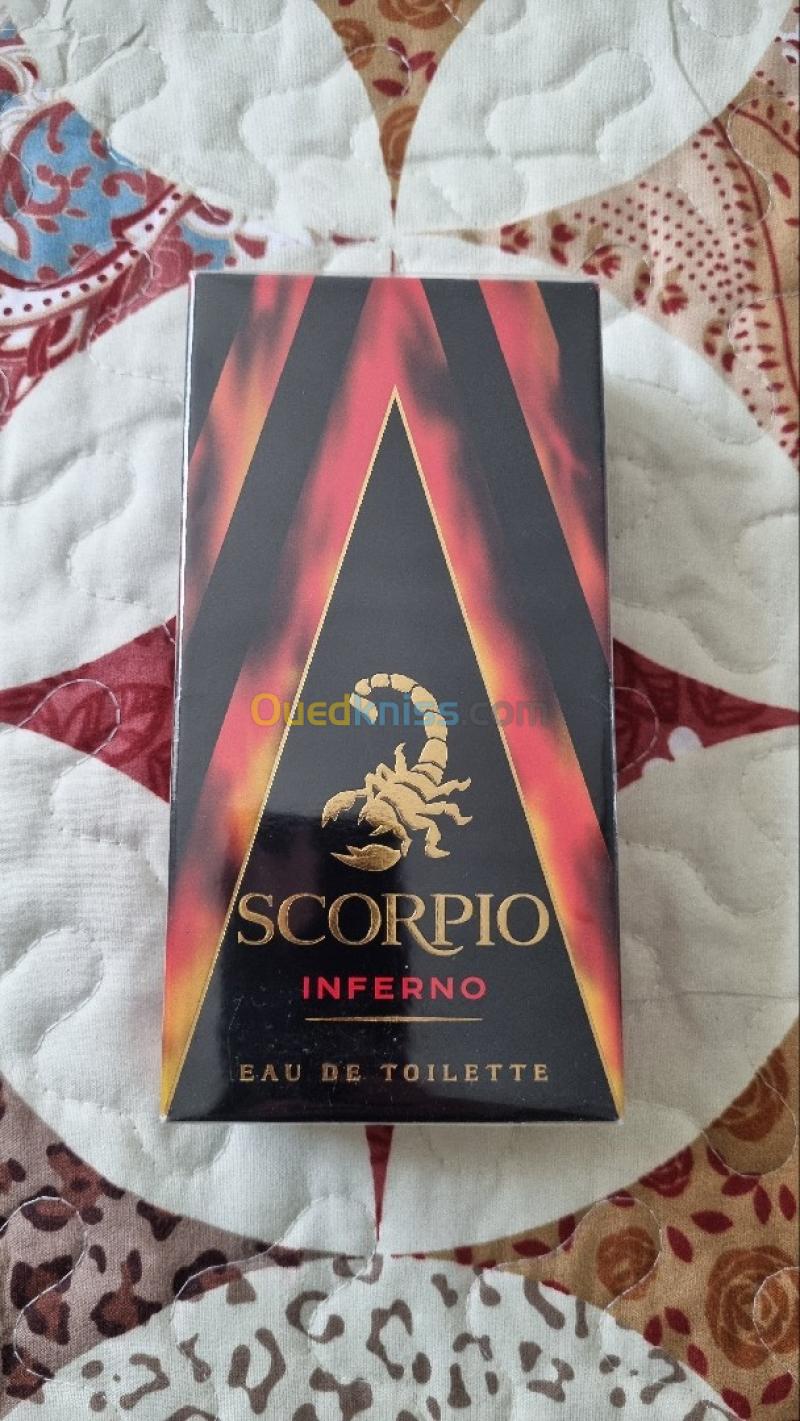 Ouedkniss.com
SCORPIO
INFERNO
EAU DE TOILETTE